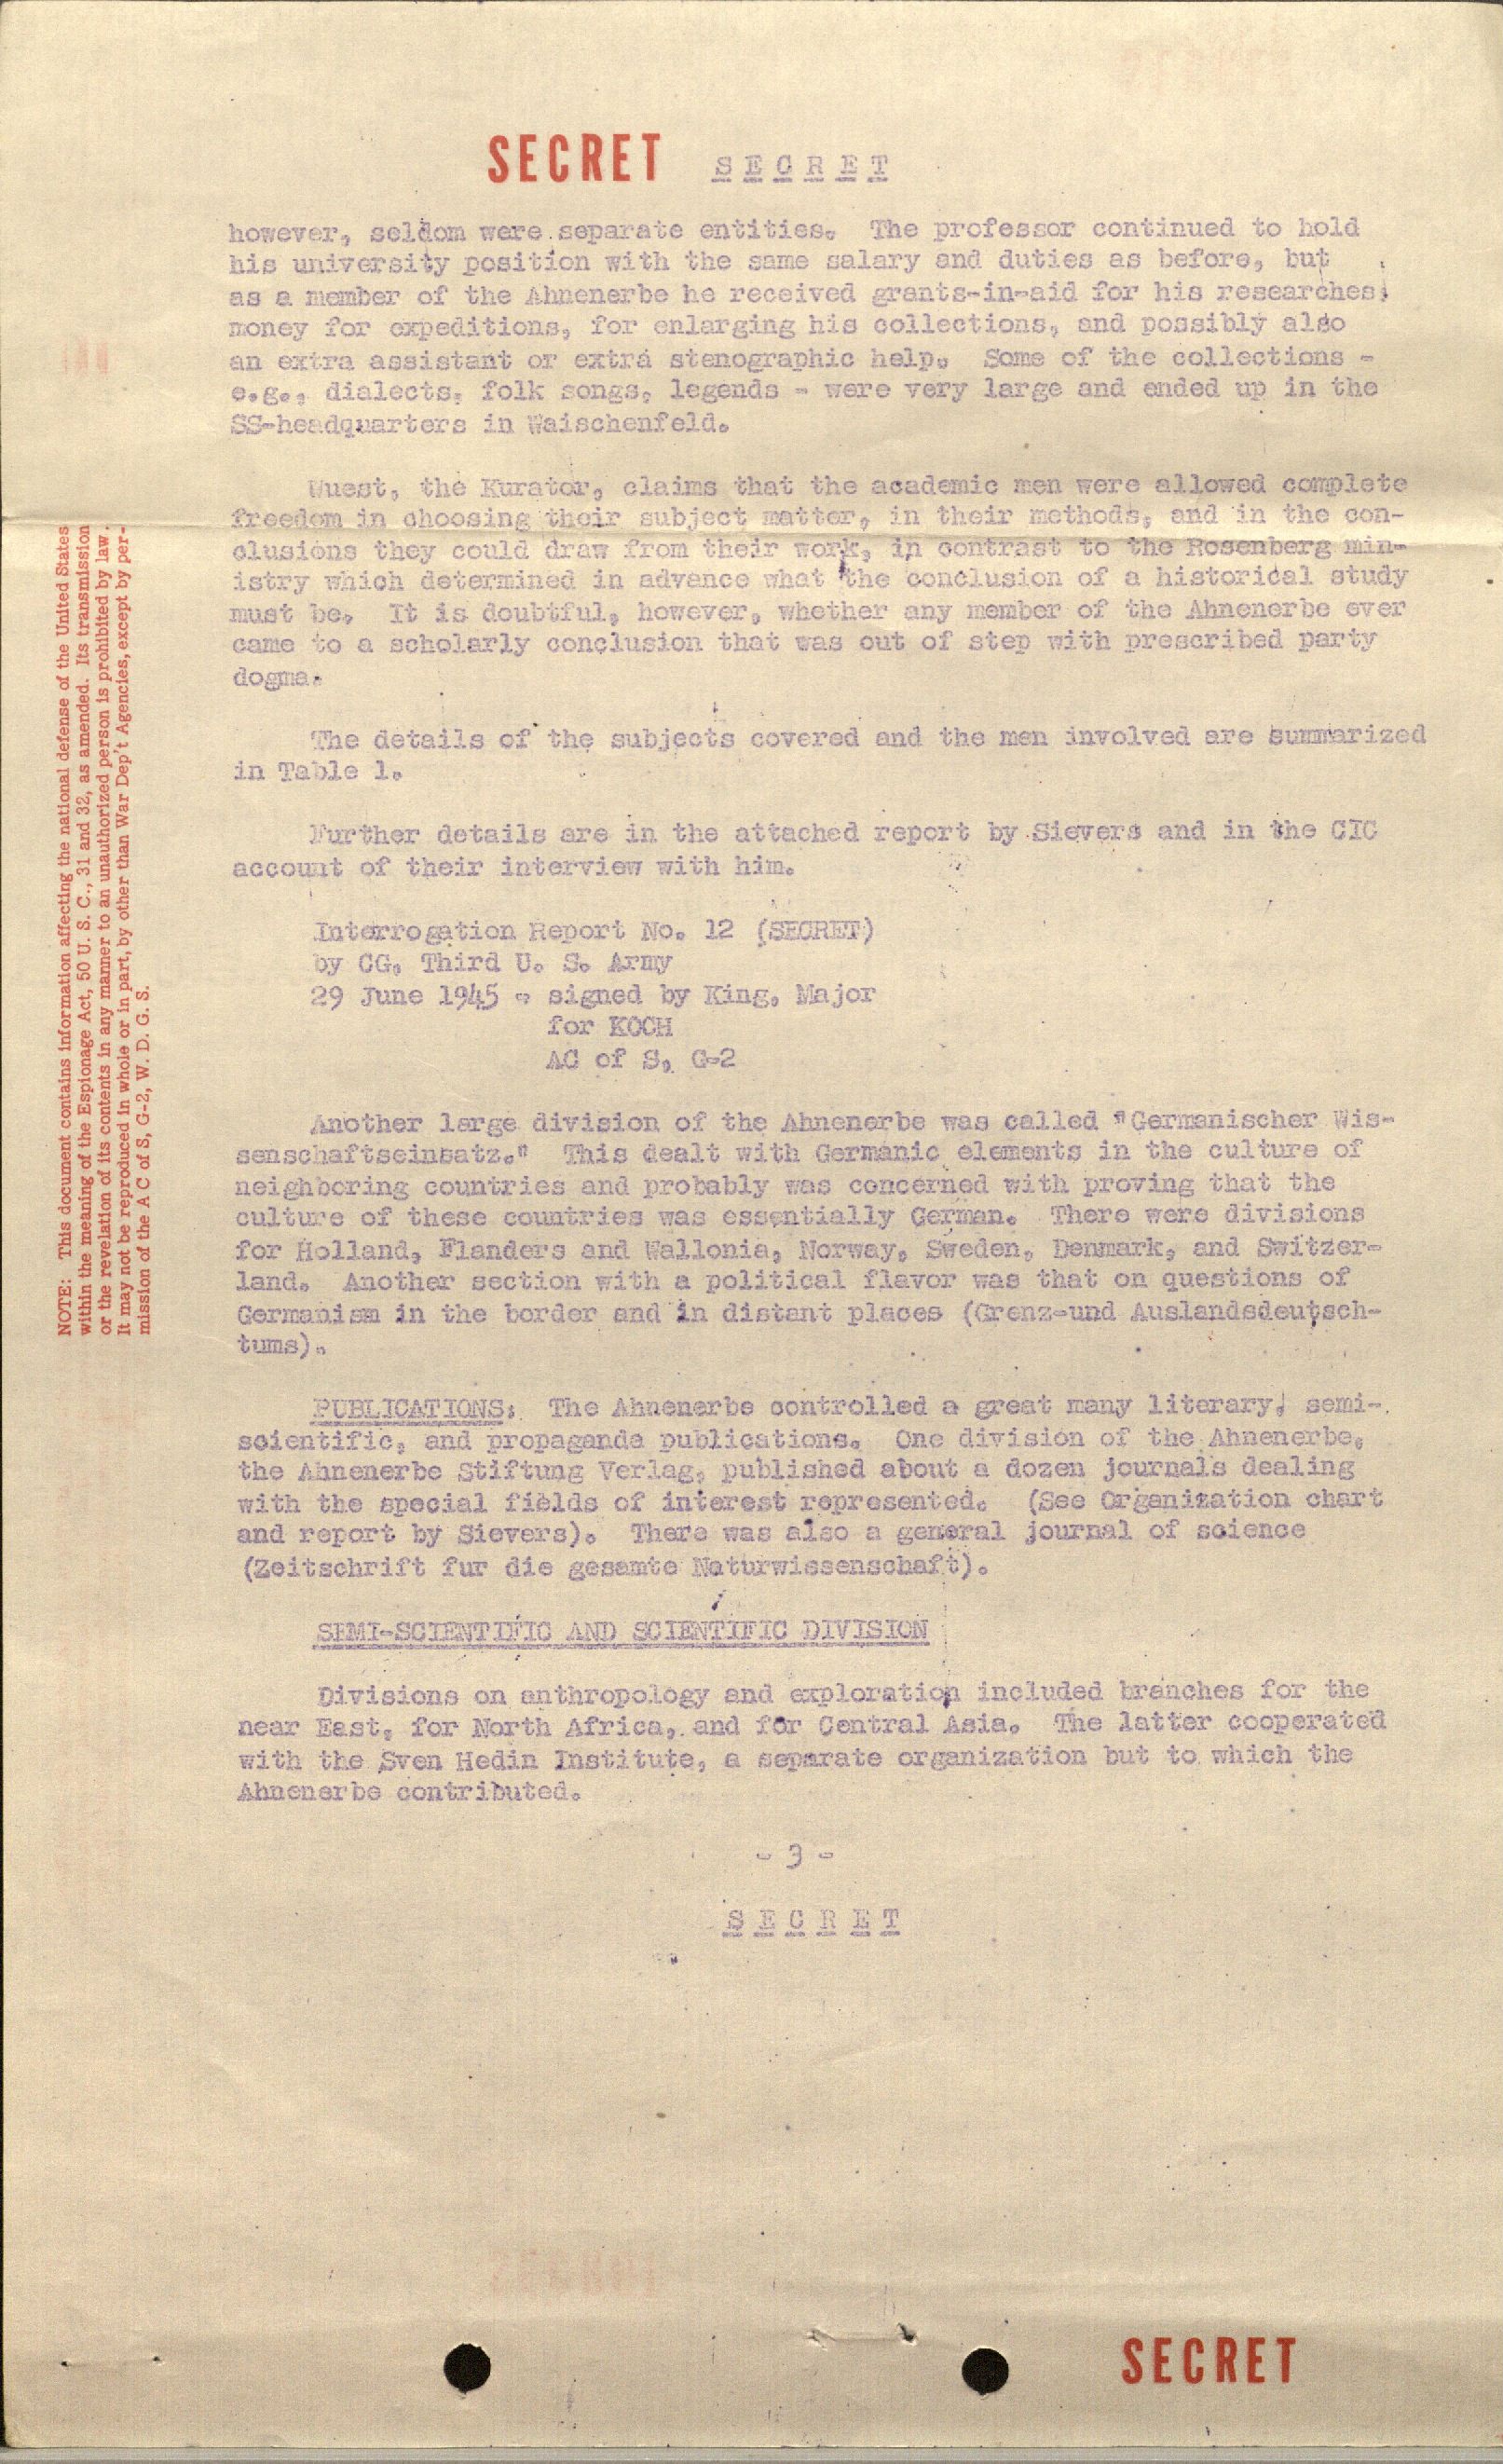 SECRET S E C R E T
however, seldom were separate entities. The professor continued to hold
his university position with the same salary and duties as before, but
as a member of the Ahnenerbe he received grants-in-aid for his researches,
money for expeditions, for enlarging his collections, and possibly also
an extra assistant or extra stenographic help. Some of the collections -
e.g., dialects, folk songs, legends - were very large and ended up in the
SS-headquarters in Waischenfeld.
Wuest, the Kurator, claims that the academic men were allowed complete
freedom in choosing their subject matter, in their methods, and in the con-
clusions they could draw from their work, in contrast to the Rosenberg min-
istry which determined in advance what the conclusion of a historical study
must be. It is doubtful, however, whether any member of the Ahnenerbe ever
came to a scholarly conclusion that was out of step with prescribed party
dogma.
The details of the subjects covered and the men involved are summarized
in Table 1.
Further details are in the attached report by Sievers and in the CIC
account of their interview with him.
Interrogation Report No. 12 (SECRET)
by CG, Third U. S. Army
29 June 1945 - signed by King, Major
for KOCH
AC of S, G-2
Another large division of the Ahnenerbe was called "Germanischer Wis-
senschaftseinsatz." This dealt with Germanic elements in the culture of
neighboring countries and probably was concerned with proving that the
culture of these countries was essentially German. There were divisions
for Holland, Flanders and Wallonia, Norway, Sweden, Denmark, and Switzer-
land. Another section with a political flavor was that on questions of
Germanism in the border and in distant places (Grenz-und Auslandsdeutsch-
tums).
PUBLICATIONS: The Ahnenerbe controlled a great many literary, semi-
scientific, and propaganda publications. One division of the Ahnenerbe,
the Ahnenerbe Stiftung Verlag, published about a dozen journals dealing
with the special fields of interest represented. (See Organization chart
and report by Sievers). There was also a general journal of science
(Zeitschrift fur die gesamte Naturwissenschaft).
SEMI-SCIENTIFIC AND SCIENTIFIC DIVISION
Divisions on anthropology and exploration included branches for the
near East, for North Africa, and for Central Asia. The latter cooperated
with the Sven Hedin Institute, a separate organization but to which the
Ahnenerbe contributed.
- 3 -
S E C R E T
SECRET
NOTE: This document contains information affecting the national defense of the United States
within the meaning of the Espionage Act, 50 U. S. C., 31 and 32, as amended. Its transmission
or the revelation of its contents in any manner to an unauthorized person is prohibited by law.
It may not be reproduced in whole or in part, by other than War Dep't Agencies, except by per-
mission of the A C of S, G-2, W. D. G. S.